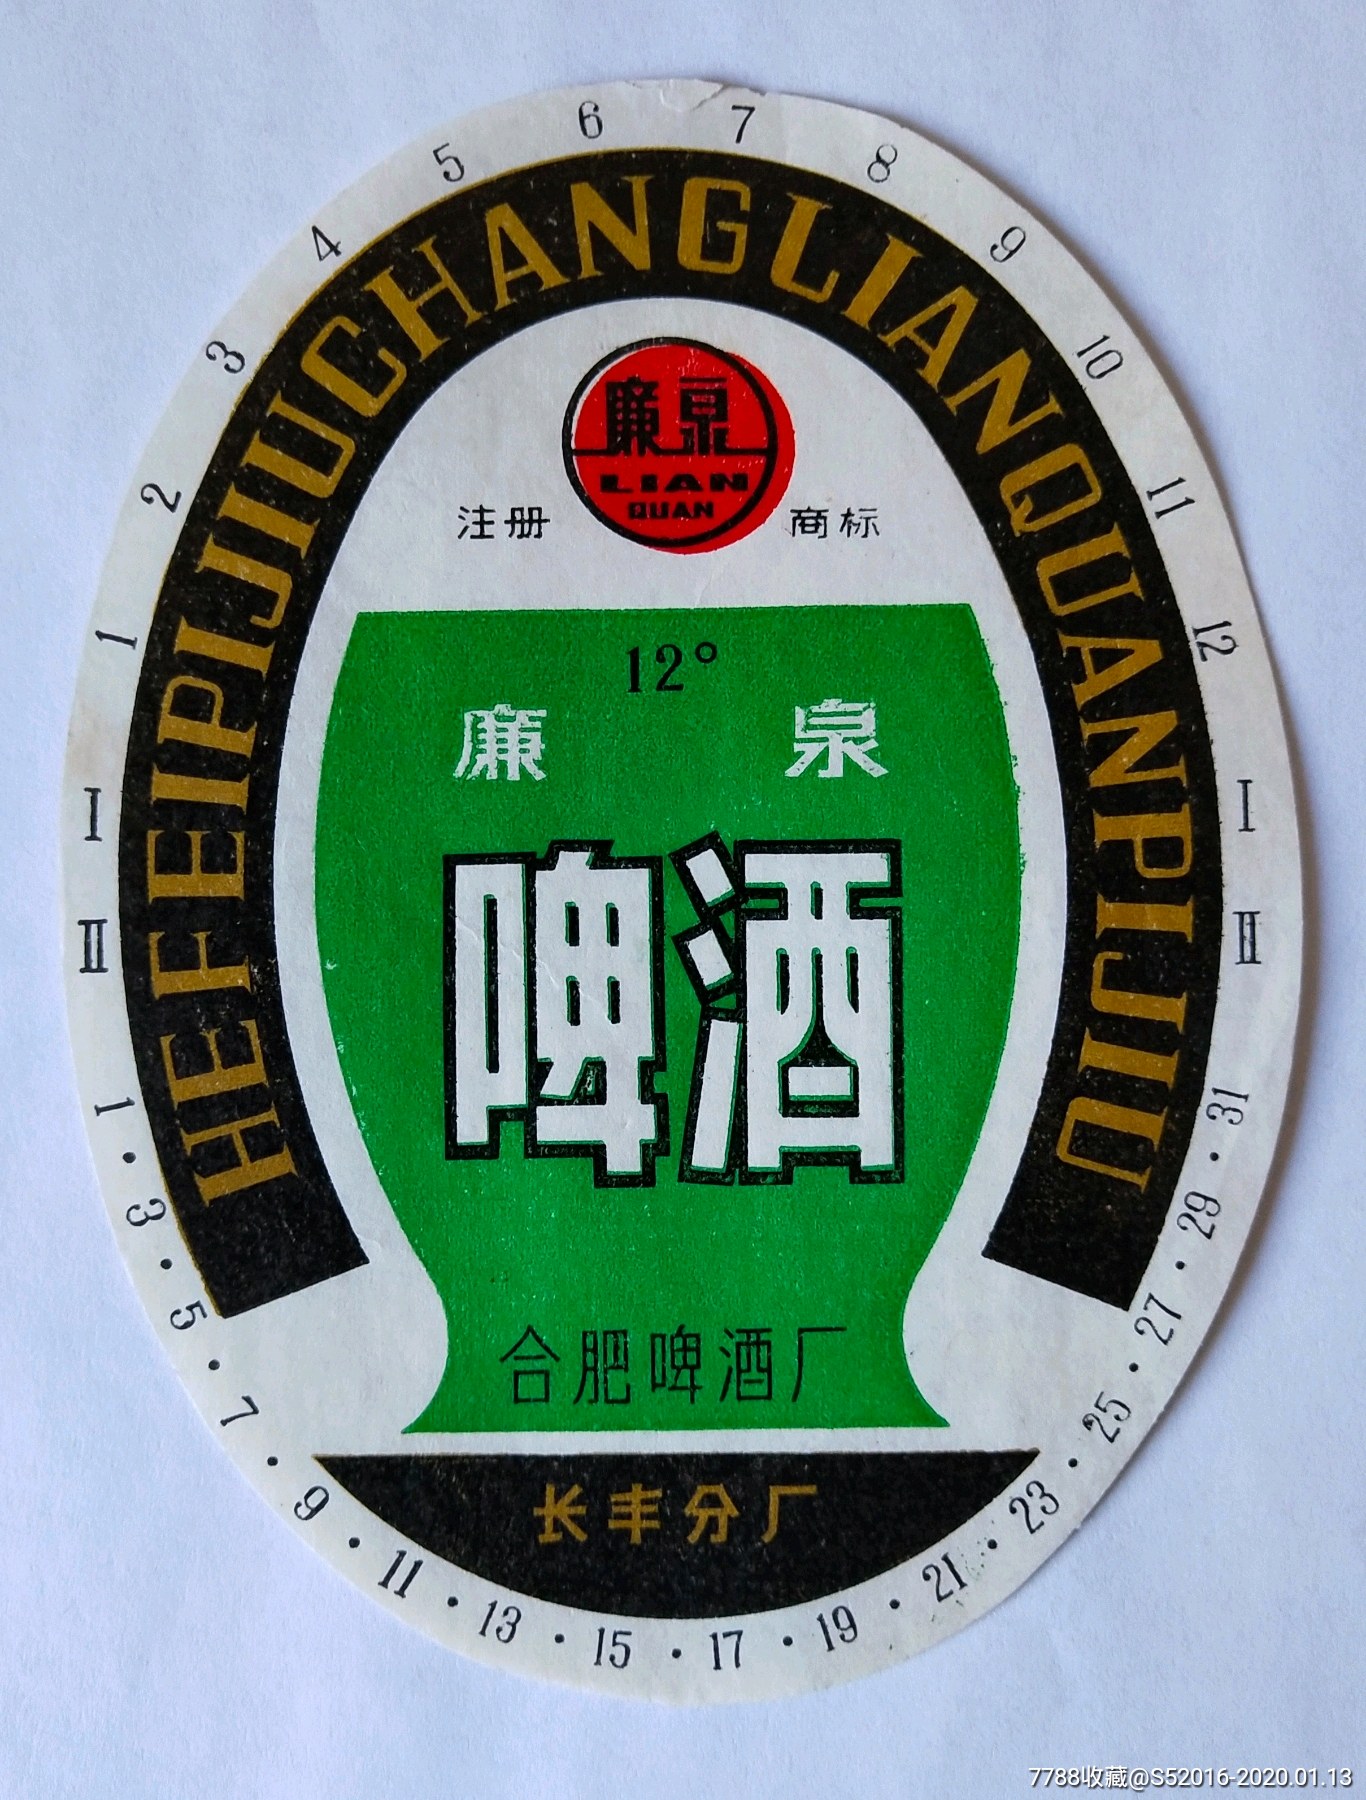 1 2 3 4 5 6 7 8 9 10 11 12
HEFEIPIJIUCHANGLIANQUANPIJIU
廉泉
LIAN
QUAN
注册 商标
12°
廉 泉
I I
啤酒
II II
合肥啤酒厂
长丰分厂
1·3·5·7·9·11·13·15·17·19·21·23·25·27·29·31
7788收藏@S52016-2020.01.13